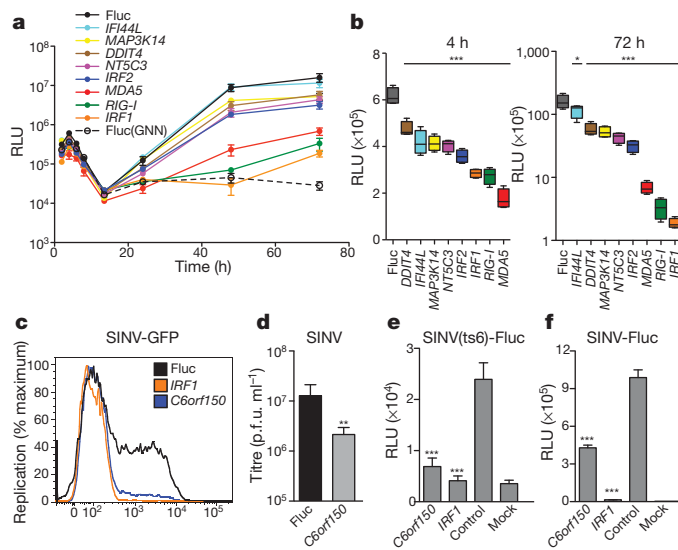 a
Fluc
IFI44L
MAP3K14
DDIT4
NT5C3
IRF2
MDA5
RIG-I
IRF1
Fluc(GNN)
RLU
10⁸
10⁷
10⁶
10⁵
10⁴
10³
0 20 40 60 80
Time (h)
b
4 h
***
RLU (×10⁵)
8
6
4
2
0
Fluc
DDIT4
IFI44L
MAP3K14
NT5C3
IRF2
IRF1
RIG-I
MDA5
72 h
* ***
RLU (×10⁵)
1,000
100
10
1
Fluc
IFI44L
DDIT4
MAP3K14
NT5C3
IRF2
MDA5
RIG-I
IRF1
c
SINV-GFP
Fluc
IRF1
C6orf150
Replication (% maximum)
100
80
60
40
20
0
0 10² 10³ 10⁴ 10⁵
d
SINV
Titre (p.f.u. ml⁻¹)
10⁸
10⁷
10⁶
10⁵
**
Fluc
C6orf150
e
SINV(ts6)-Fluc
RLU (×10⁴)
3
2
1
0
***
***
C6orf150
IRF1
Control
Mock
f
SINV-Fluc
RLU (×10⁵)
12
9
6
3
0
***
***
C6orf150
IRF1
Control
Mock